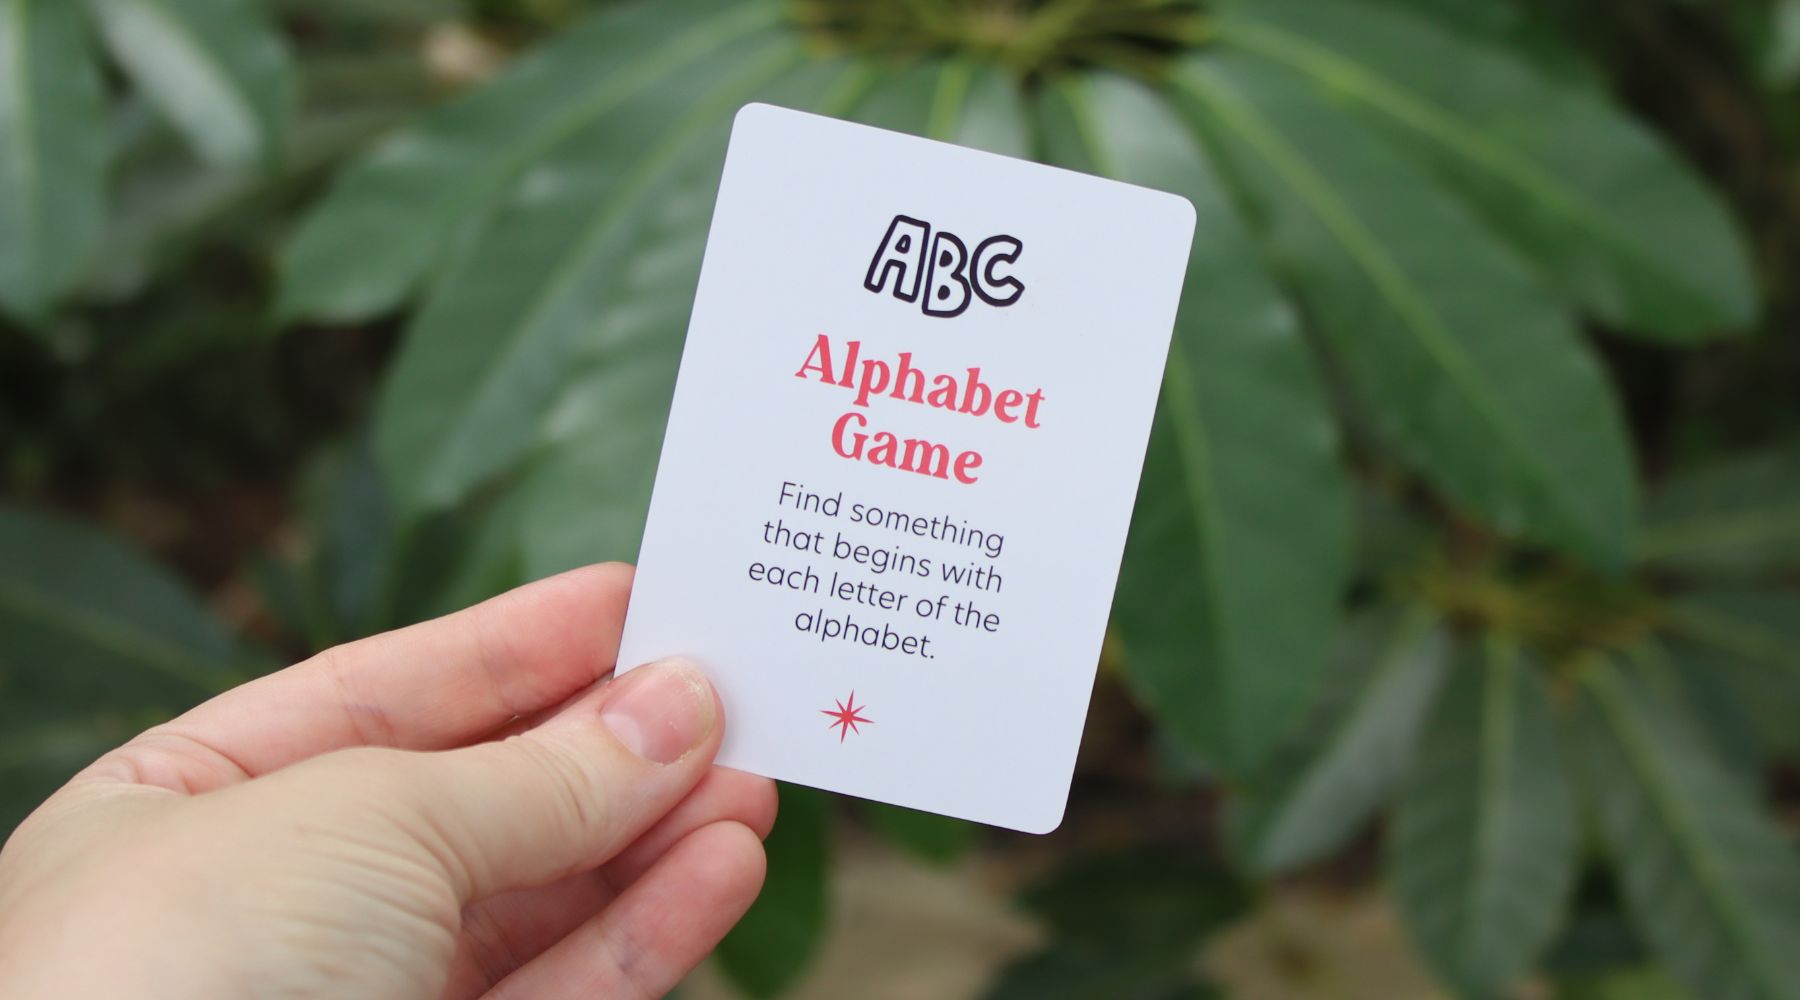 ABC
Alphabet
Game
Find something
that begins with
each letter of the
alphabet.